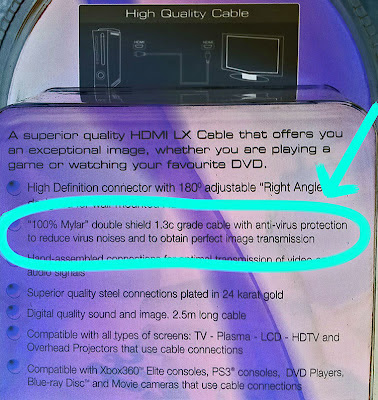 High Quality Cable
HDMI
HDMI
A superior quality HDMI LX Cable that offers you
an exceptional image, whether you are playing a
game or watching your favourite DVD.
High Definition connector with 180º adjustable "Right Angle
"100% Mylar" double shield 1.3c grade cable with anti-virus protection
to reduce virus noises and to obtain perfect image transmission
Hand-assembled connections for optimal transmission of video
audio signals
Superior quality steel connections plated in 24 karat gold
Digital quality sound and image. 2.5m long cable
Compatible with all types of screens: TV - Plasma - LCD - HDTV and
Overhead Projectors that use cable connections
Compatible with Xbox360™ Elite consoles, PS3® consoles, DVD Players,
Blue-ray Disc™ and Movie cameras that use cable connections